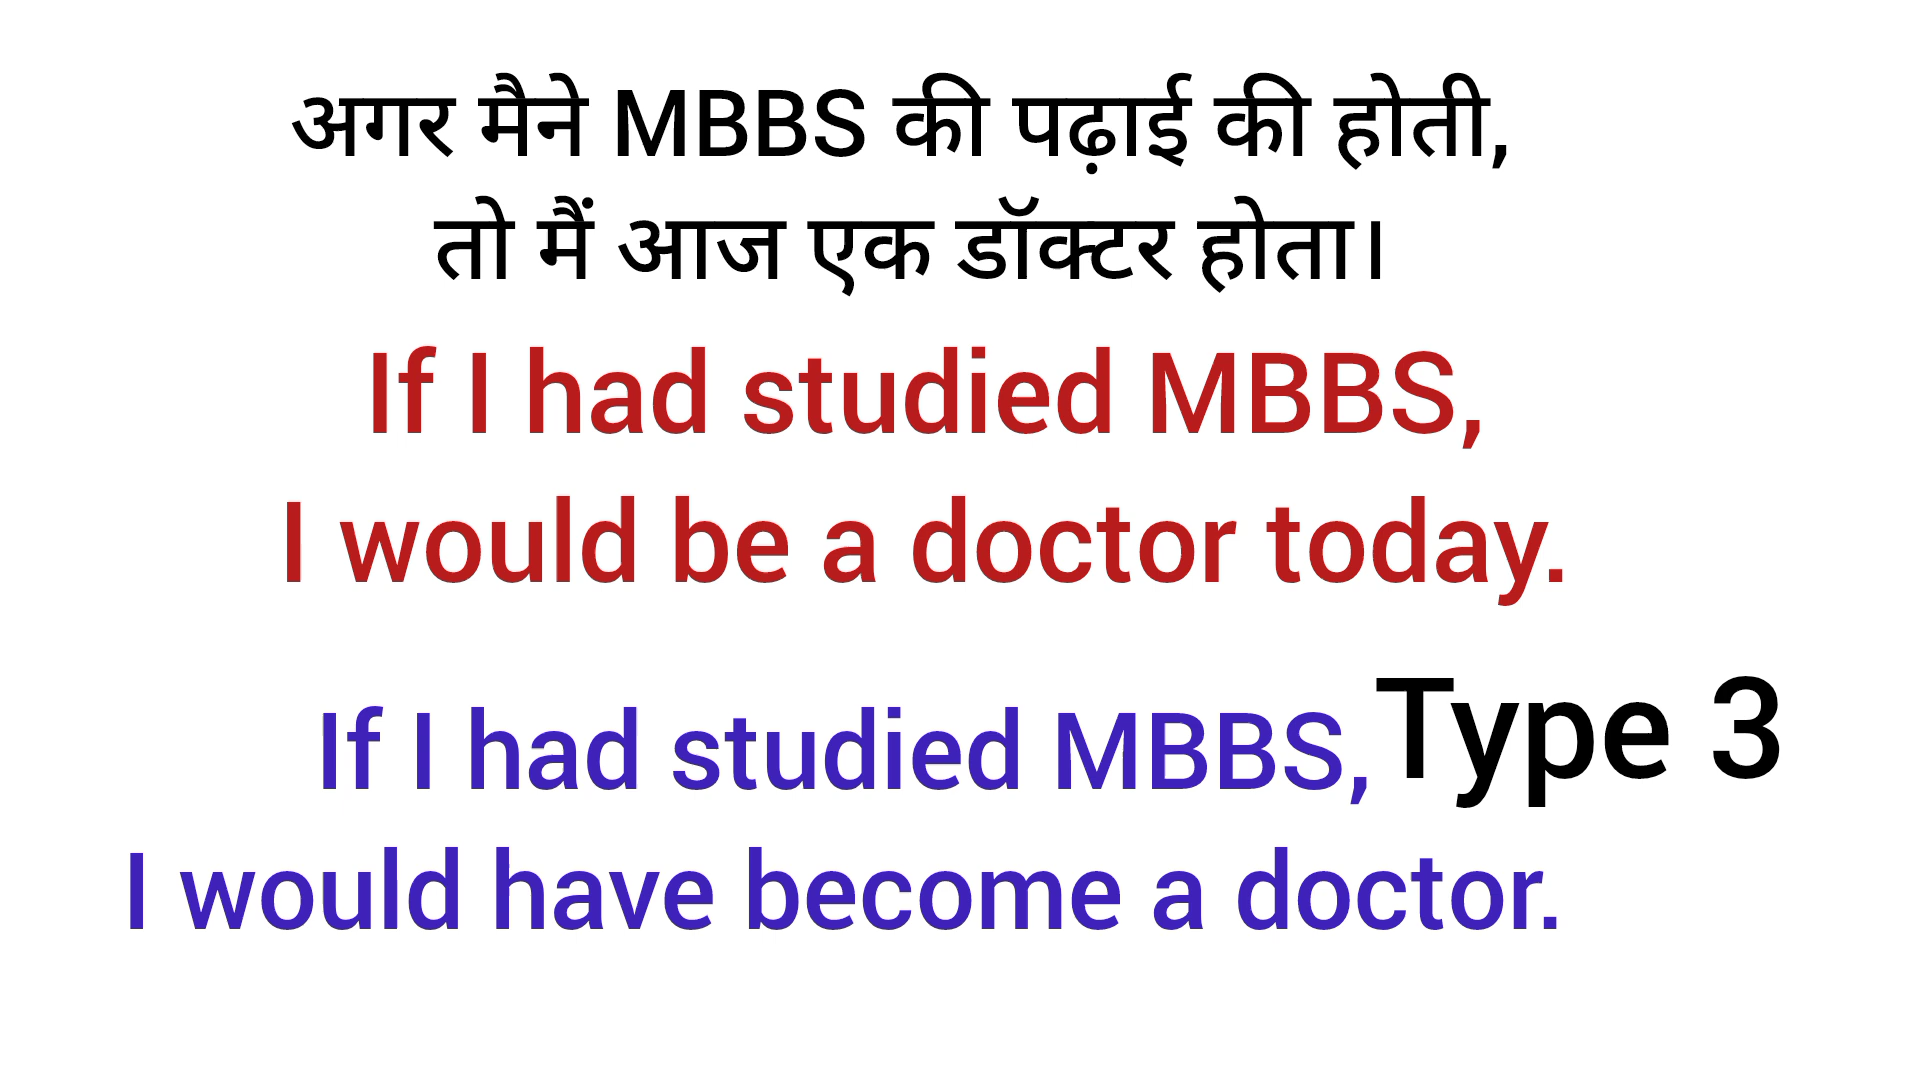 अगर मैने MBBS की पढ़ाई की होती,
तो मैं आज एक डॉक्टर होता।
If I had studied MBBS,
I would be a doctor today.
If I had studied MBBS, Type 3
I would have become a doctor.